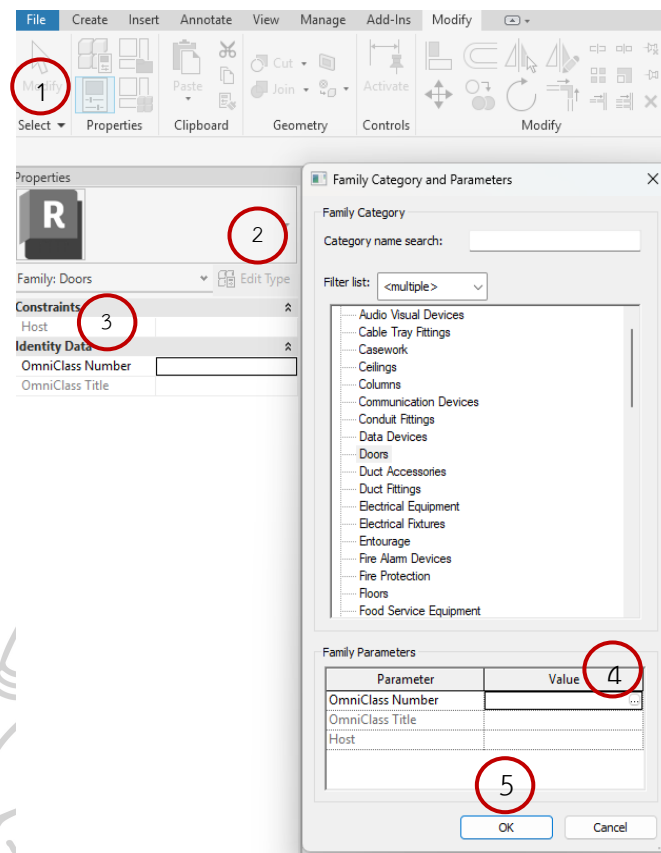 File Create Insert Annotate View Manage Add-Ins Modify
Modify Paste Cut Join Activate
1
Select Properties Clipboard Geometry Controls Modify
Properties
R
2
Family: Doors Edit Type
Constraints
Host
3
Identity Data
OmniClass Number
OmniClass Title
Family Category and Parameters
Family Category
Category name search:
Filter list: <multiple>
Audio Visual Devices
Cable Tray Fittings
Casework
Ceilings
Columns
Communication Devices
Conduit Fittings
Data Devices
Doors
Duct Accessories
Duct Fittings
Electrical Equipment
Electrical Fixtures
Entourage
Fire Alarm Devices
Fire Protection
Floors
Food Service Equipment
Family Parameters
Parameter Value 4
OmniClass Number ...
OmniClass Title
Host
5
OK Cancel